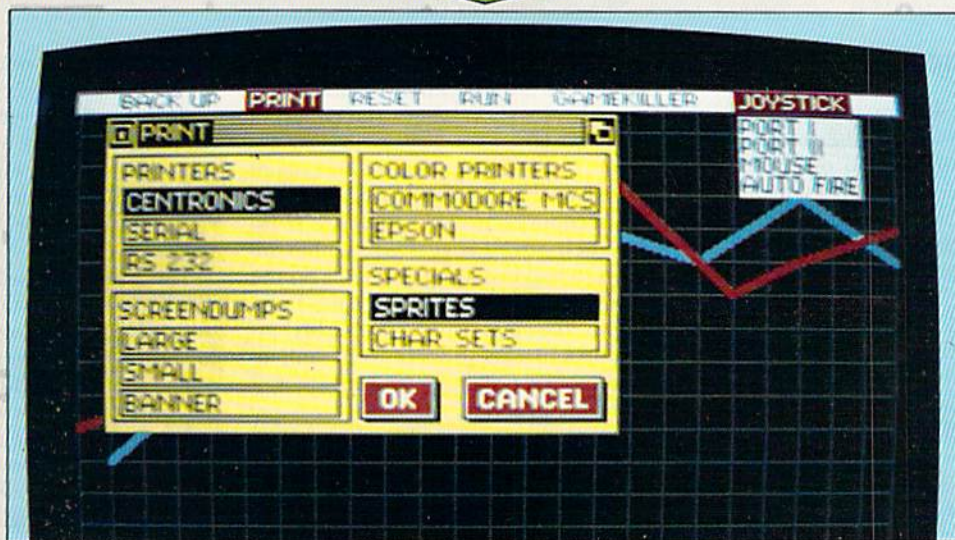 BACK UP PRINT RESET RUN GAMEKILLER JOYSTICK
PRINT
PRINTERS
CENTRONICS
SERIAL
RS 232
SCREENDUMPS
LARGE
SMALL
BANNER
COLOR PRINTERS
COMMODORE MCS
EPSON
SPECIALS
SPRITES
CHAR SETS
OK CANCEL
PORT I
PORT II
MOUSE
AUTO FIRE